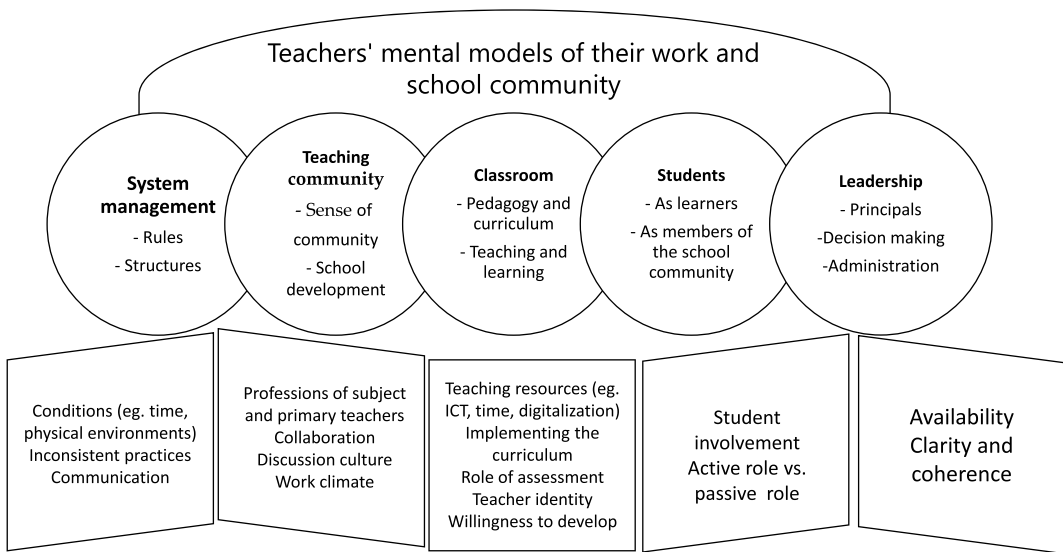 Teachers' mental models of their work and
school community
System
management
- Rules
- Structures
Teaching
community
- Sense of
community
- School
development
Classroom
- Pedagogy and
curriculum
- Teaching and
learning
Students
- As learners
- As members of
the school
community
Leadership
- Principals
-Decision making
-Administration
Conditions (eg. time,
physical environments)
Inconsistent practices
Communication
Professions of subject
and primary teachers
Collaboration
Discussion culture
Work climate
Teaching resources (eg.
ICT, time, digitalization)
Implementing the
curriculum
Role of assessment
Teacher identity
Willingness to develop
Student
involvement
Active role vs.
passive role
Availability
Clarity and
coherence